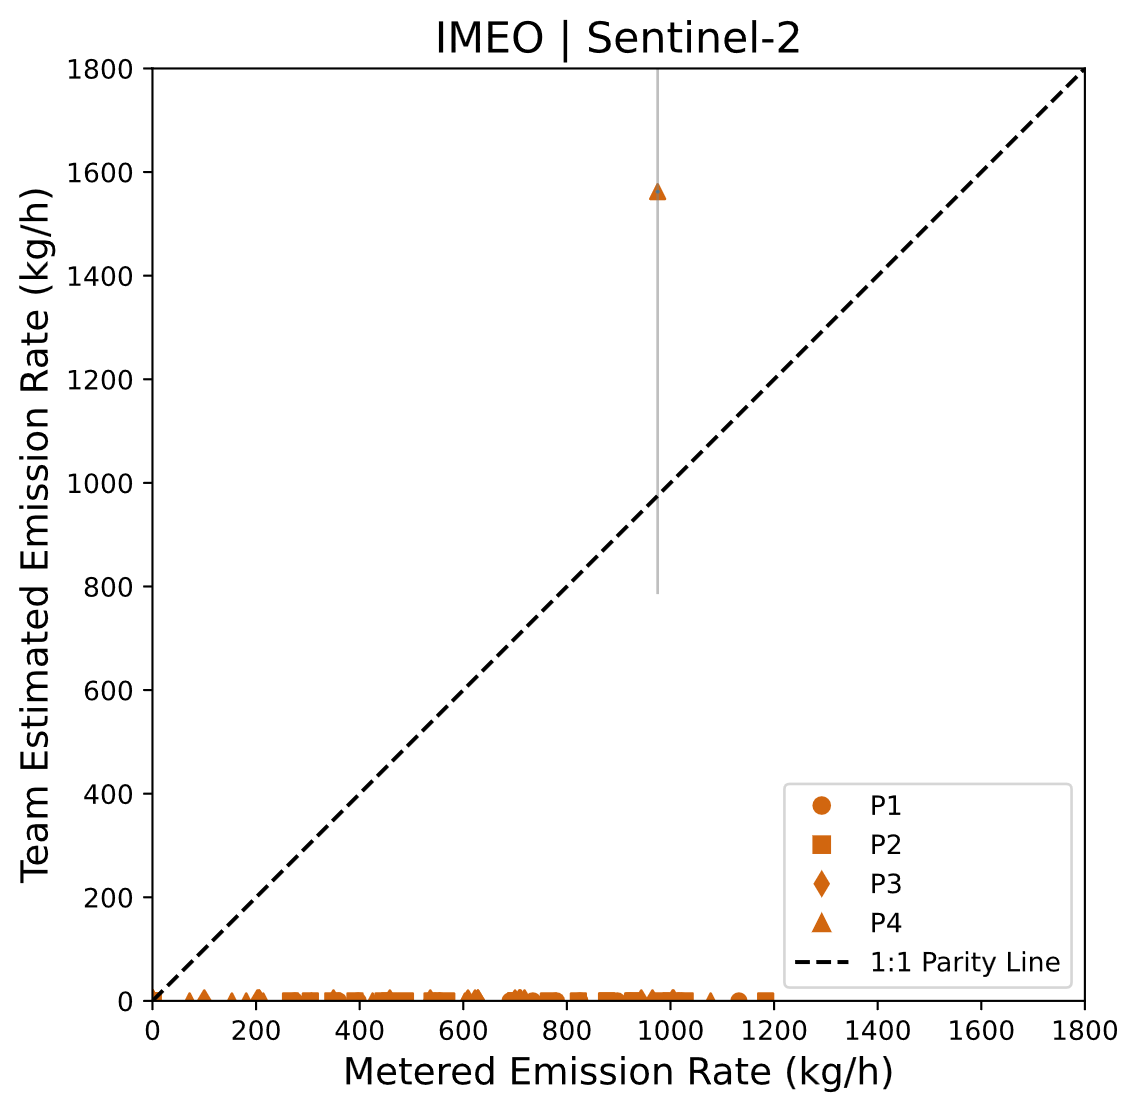 IMEO | Sentinel-2
Team Estimated Emission Rate (kg/h)
1800
1600
1400
1200
1000
800
600
400
200
0
P1
P2
P3
P4
1:1 Parity Line
0 200 400 600 800 1000 1200 1400 1600 1800
Metered Emission Rate (kg/h)